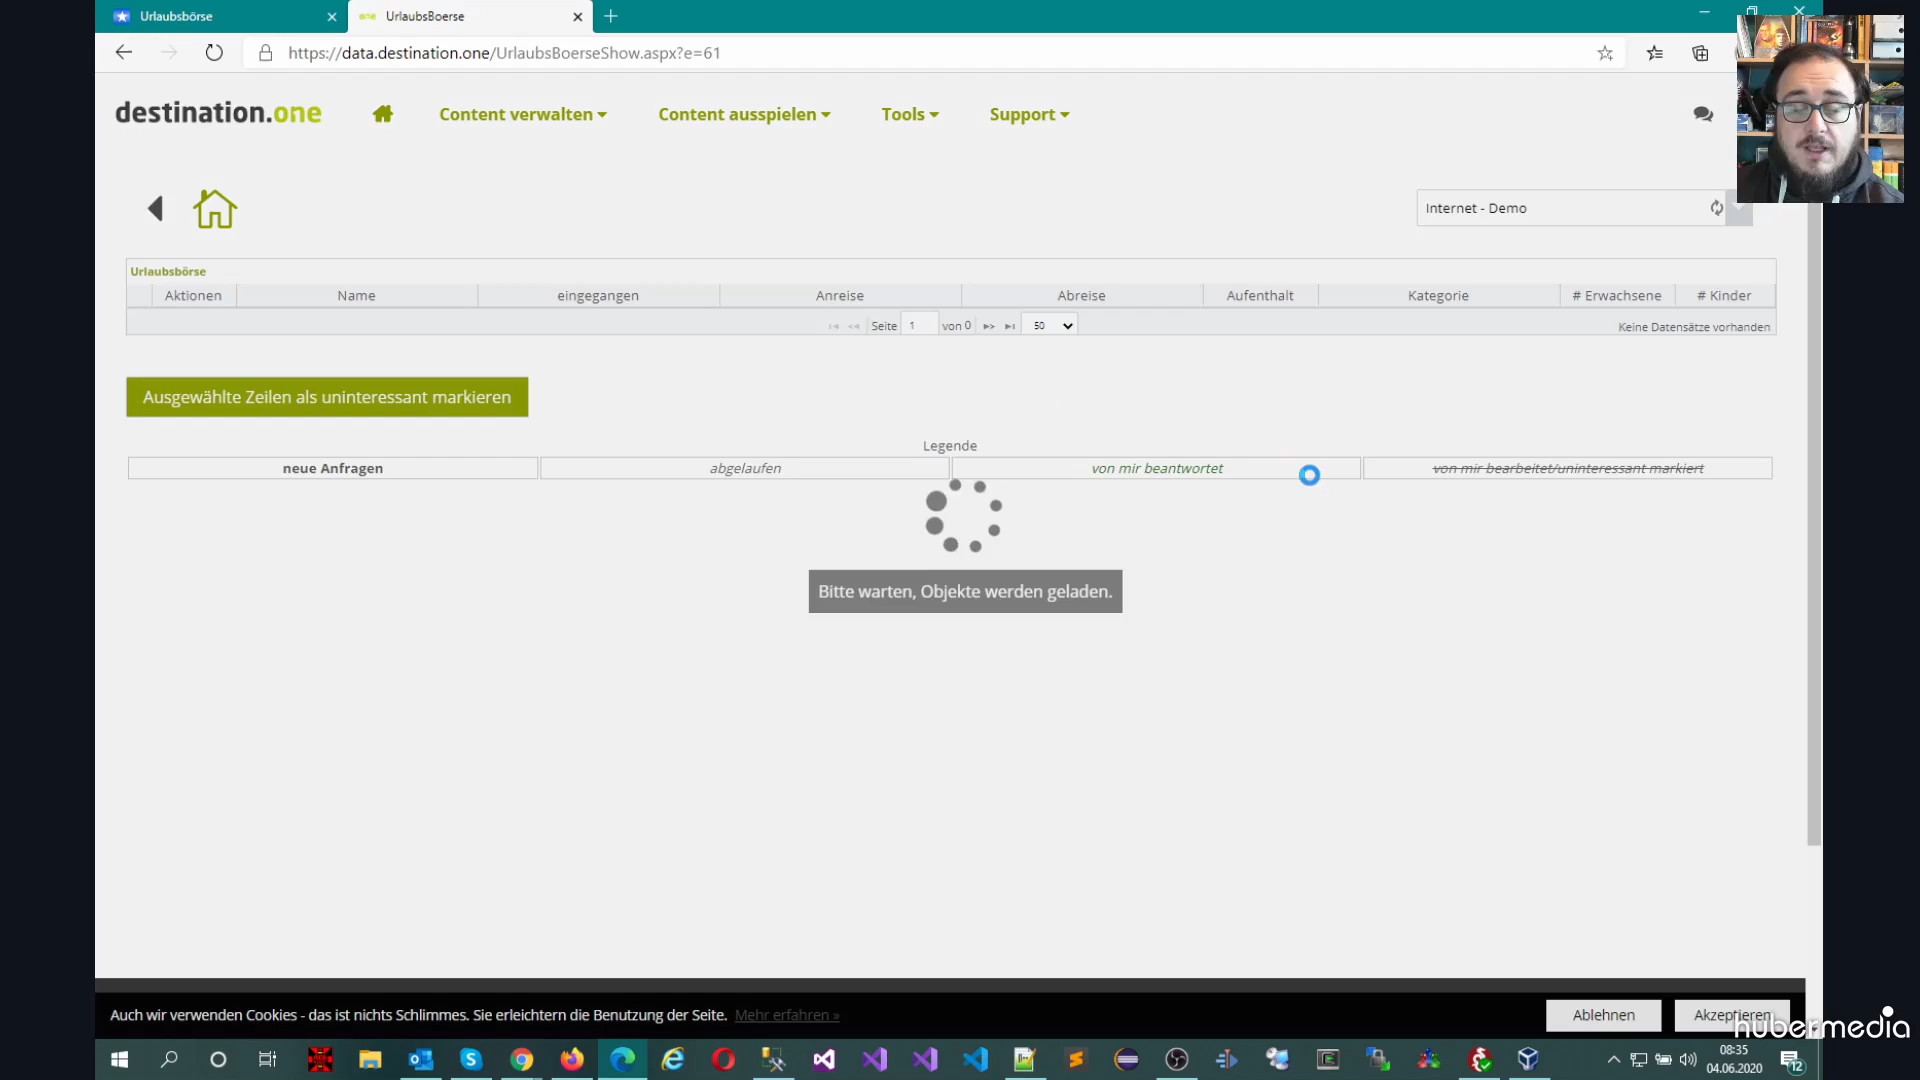 Urlaubsbörse
UrlaubsBoerse
https://data.destination.one/UrlaubsBoerseShow.aspx?e=61
destination.one
Content verwalten
Content ausspielen
Tools
Support
Internet - Demo
Urlaubsbörse
Aktionen Name eingegangen Anreise Abreise Aufenthalt Kategorie # Erwachsene # Kinder
Seite 1 von 0 50 Keine Datensätze vorhanden
Ausgewählte Zeilen als uninteressant markieren
Legende
neue Anfragen abgelaufen von mir beantwortet von mir bearbeitet/uninteressant markiert
Bitte warten, Objekte werden geladen.
Auch wir verwenden Cookies - das ist nichts Schlimmes. Sie erleichtern die Benutzung der Seite. Mehr erfahren »
Ablehnen
Akzeptieren
hubermedia
08:35
04.06.2020
12